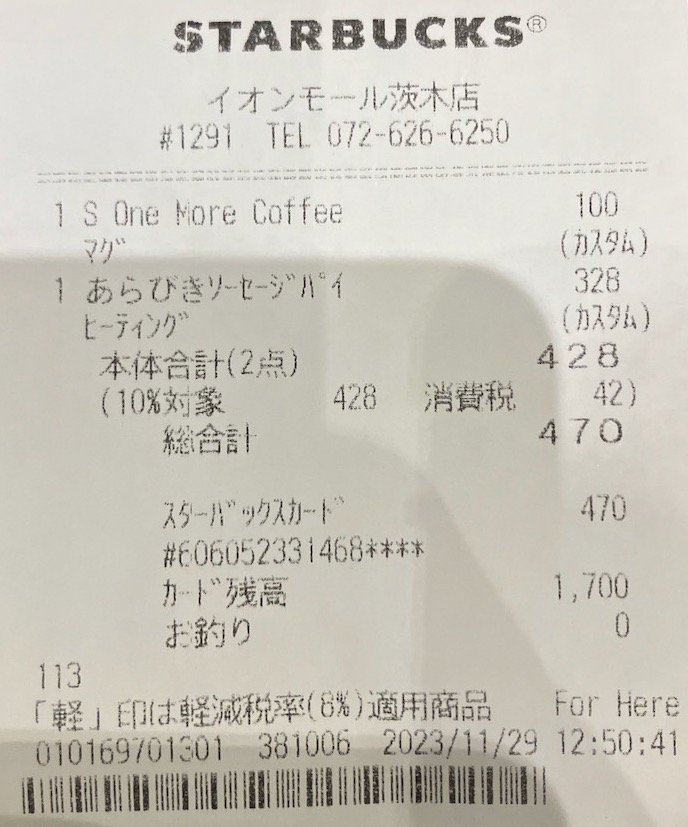 STARBUCKS®
イオンモール茨木店
#1291 TEL 072-626-6250
1 S One More Coffee 100
マグ (カスタム)
1 あらびきソーセージパイ 328
ヒーティング (カスタム)
本体合計(2点) 428
(10%対象 428 消費税 42)
総合計 470
スターバックスカード 470
#606052331468****
カード残高 1,700
お釣り 0
113
「軽」印は軽減税率(8%)適用商品 For Here
010169701301 381006 2023/11/29 12:50:41